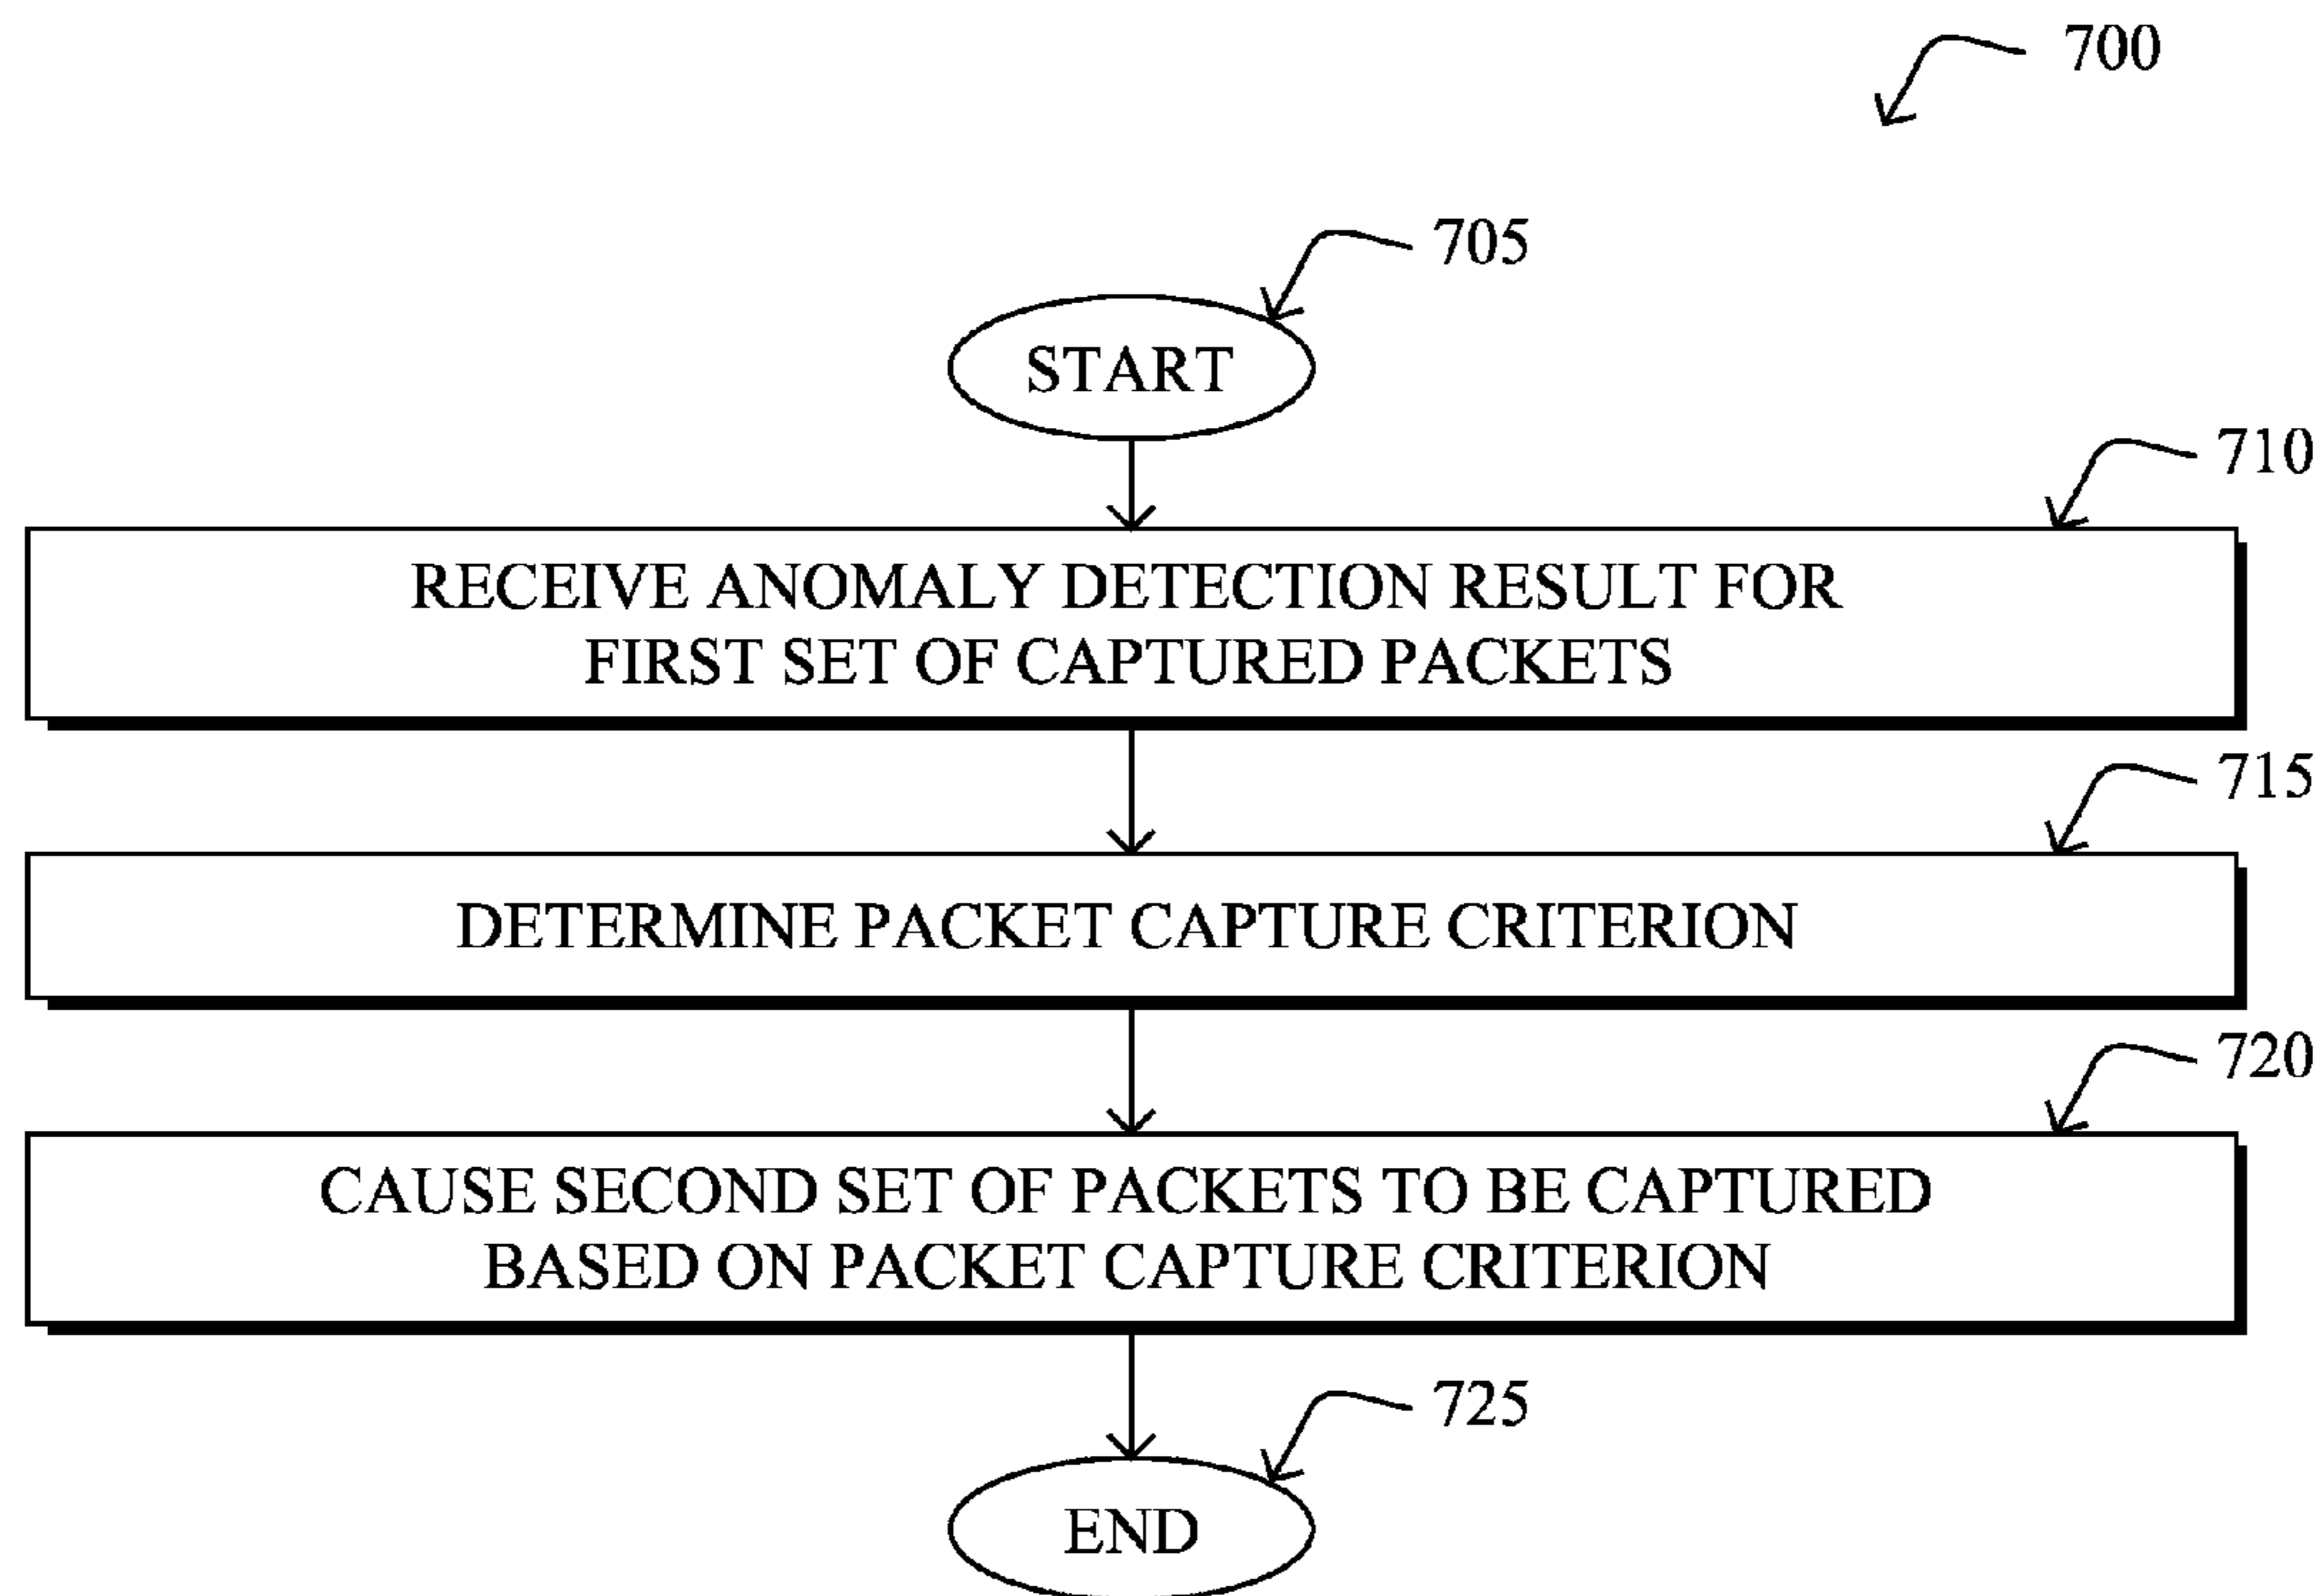 700
705
START
710
RECEIVE ANOMALY DETECTION RESULT FOR
FIRST SET OF CAPTURED PACKETS
715
DETERMINE PACKET CAPTURE CRITERION
720
CAUSE SECOND SET OF PACKETS TO BE CAPTURED
BASED ON PACKET CAPTURE CRITERION
725
END